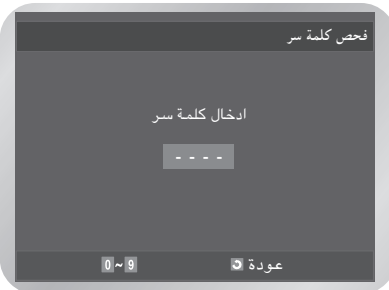 فحص كلمة سر
ادخال كلمة سر
- - - -
عودة 0 ~ 9